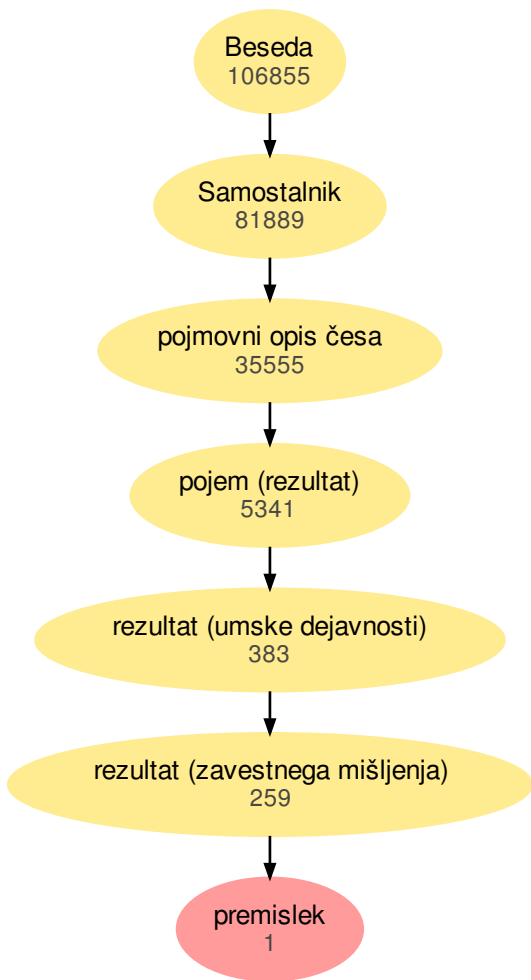 Beseda
106855
Samostalnik
81889
pojmovni opis česa
35555
pojem (rezultat)
5341
rezultat (umske dejavnosti)
383
rezultat (zavestnega mišljenja)
259
premislek
1